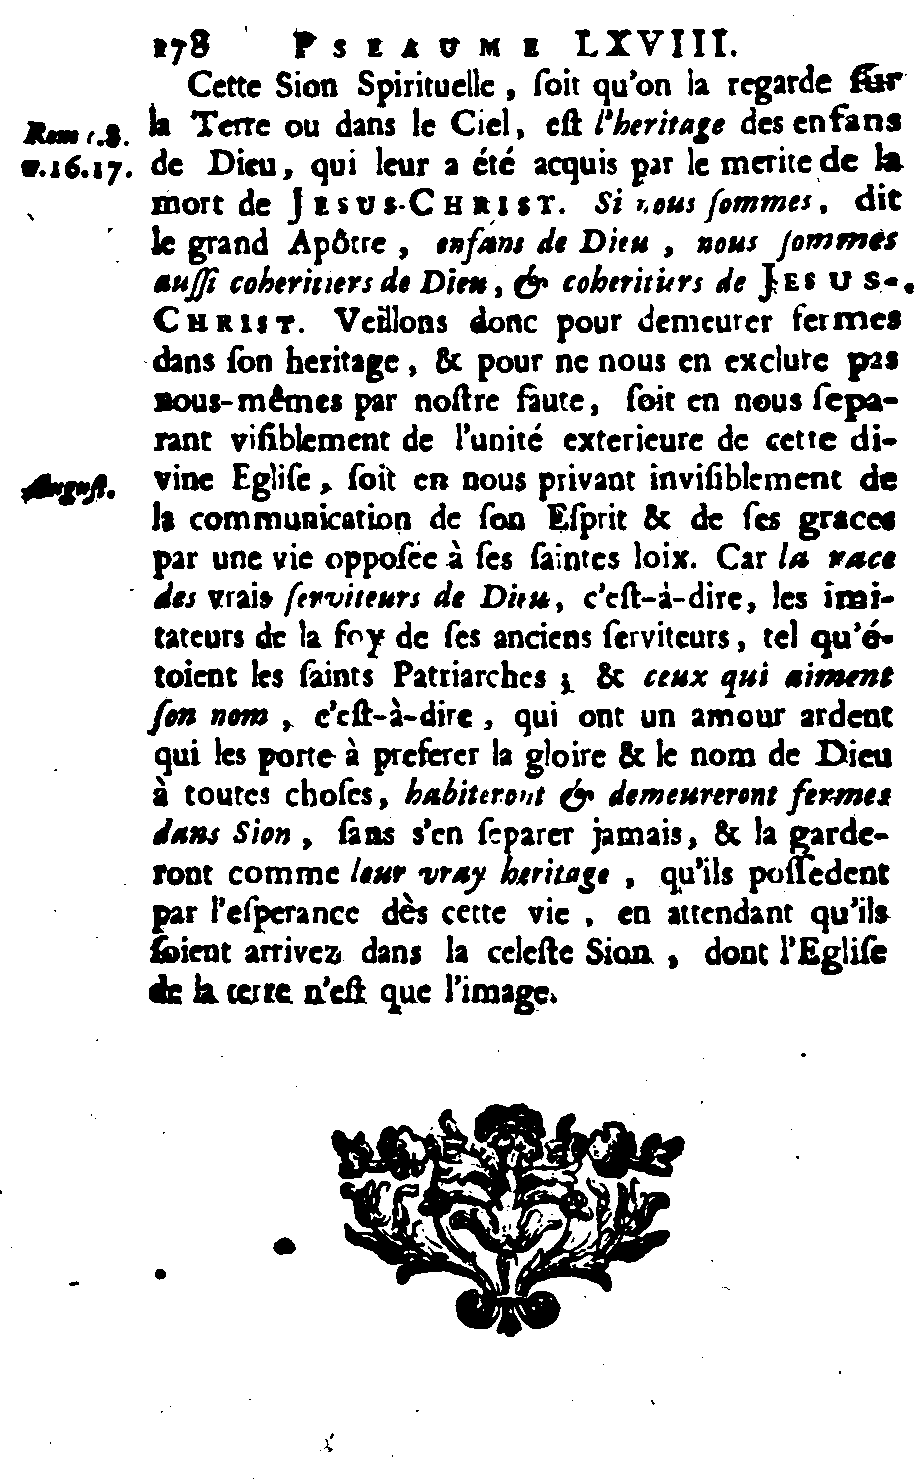 178 PSEAUME LXVIII.
Cette Sion Spirituelle, ſoit qu'on la regarde ſur
la Terre ou dans le Ciel, eſt l'heritage des enfans
Rom c.8.
v.16.17.
de Dieu, qui leur a été acquis par le merite de la
mort de JESUS-CHRIST. Si nous ſommes, dit
le grand Apôtre, enfans de Dieu, nous ſommes
auſſi coheritiers de Dieu, & coheritiers de JESUS-
CHRIST. Veillons donc pour demeurer fermes
dans ſon heritage, & pour ne nous en exclure pas
nous-mêmes par noſtre faute, ſoit en nous ſepa-
rant viſiblement de l'unité exterieure de cette di-
Auguſt.
vine Egliſe, ſoit en nous privant inviſiblement de
la communication de ſon Eſprit & de ſes graces
par une vie oppoſée à ſes ſaintes loix. Car la race
des vrais ſerviteurs de Dieu, c'eſt-à-dire, les imi-
tateurs de la foy de ſes anciens ſerviteurs, tel qu'é-
toient les ſaints Patriarches; & ceux qui aiment
ſon nom, c'eſt-à-dire, qui ont un amour ardent
qui les porte à preferer la gloire & le nom de Dieu
à toutes choſes, habiteront & demeureront fermes
dans Sion, ſans s'en ſeparer jamais, & la garde-
ront comme leur vray heritage, qu'ils poſſedent
par l'eſperance dès cette vie, en attendant qu'ils
ſoient arrivez dans la celeſte Sion, dont l'Egliſe
de la terre n'eſt que l'image.